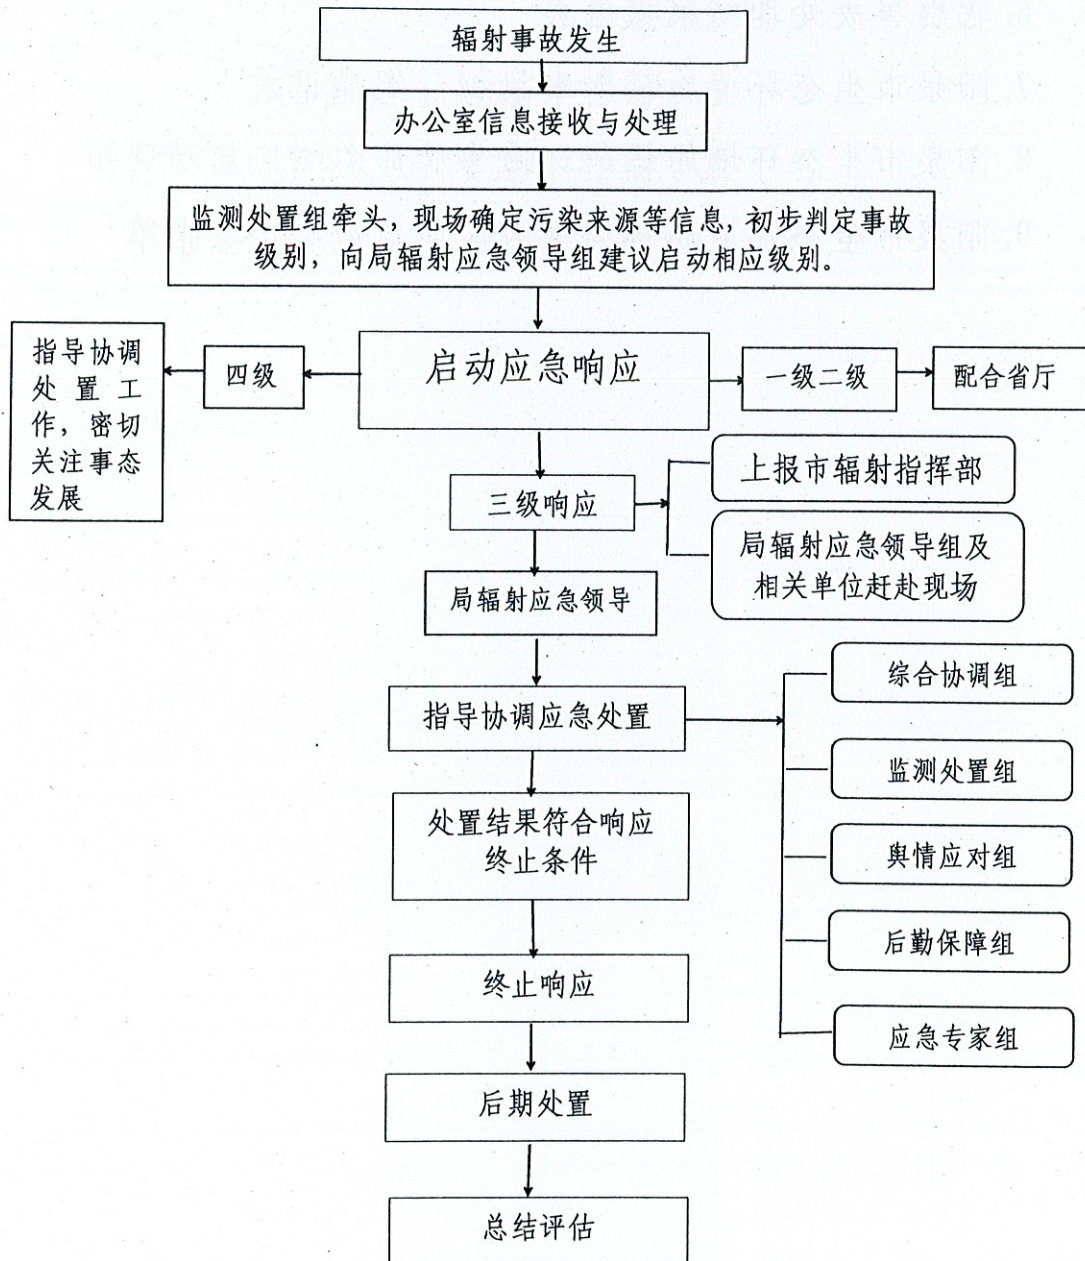 辐射事故发生
办公室信息接收与处理
监测处置组牵头，现场确定污染来源等信息，初步判定事故
级别，向局辐射应急领导组建议启动相应级别。
指导协调
处置工
作，密切
关注事态
发展
四级
启动应急响应
一级二级
配合省厅
三级响应
上报市辐射指挥部
局辐射应急领导组及
相关单位赶赴现场
局辐射应急领导
指导协调应急处置
综合协调组
监测处置组
舆情应对组
后勤保障组
应急专家组
处置结果符合响应
终止条件
终止响应
后期处置
总结评估